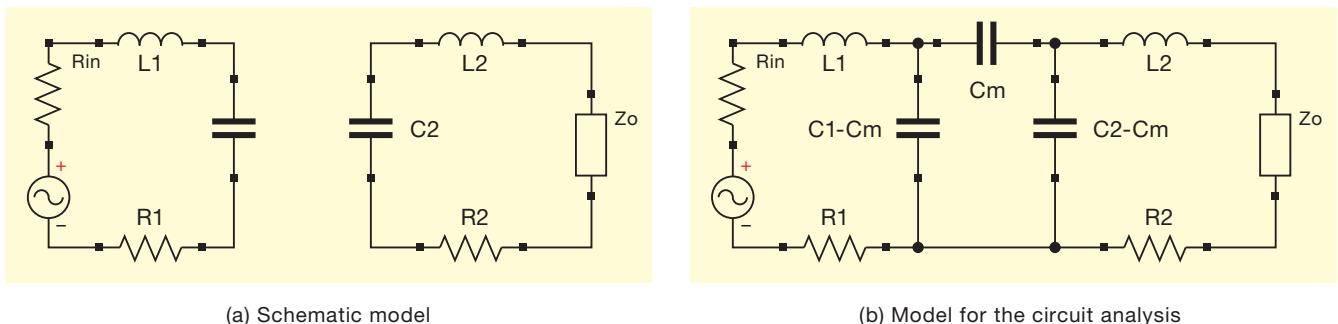 Rin
L1
+
−
R1
C2
L2
Zo
R2
Rin
L1
Cm
L2
C1-Cm
C2-Cm
Zo
+
−
R1
R2
(a) Schematic model
(b) Model for the circuit analysis